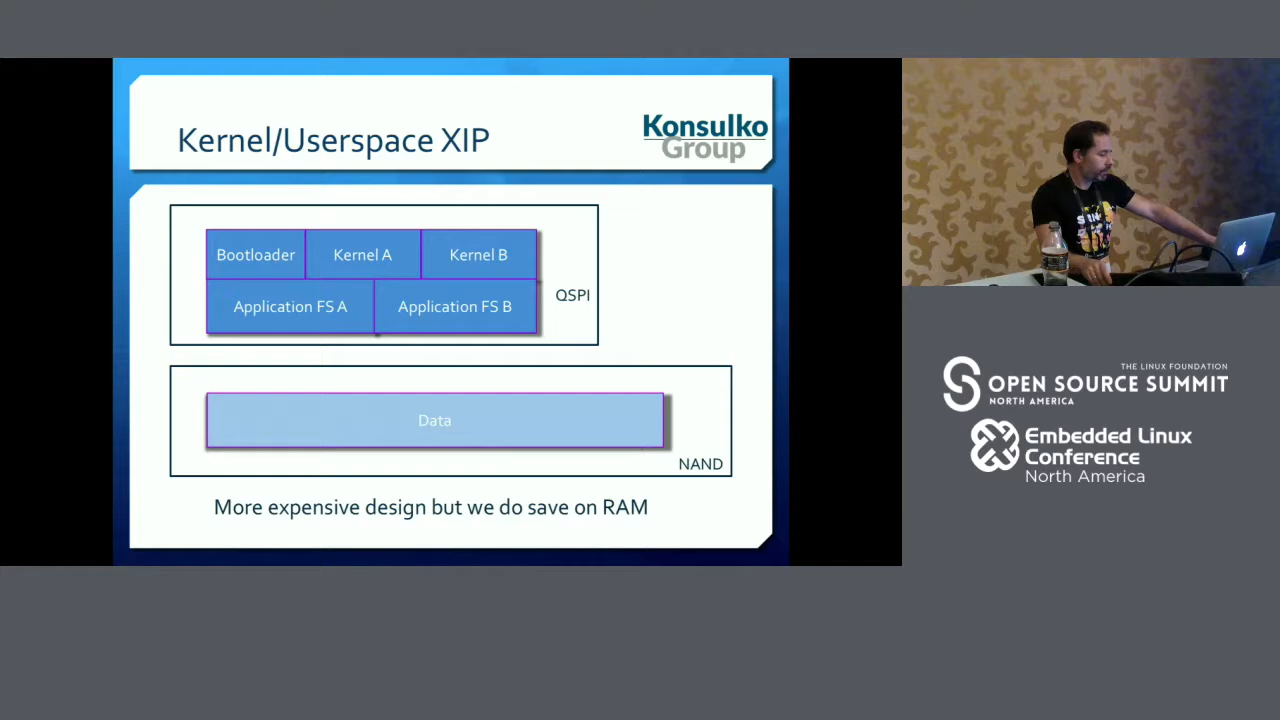 Kernel/Userspace XIP
Konsulko
Group
Bootloader
Kernel A
Kernel B
Application FS A
Application FS B
QSPI
Data
NAND
More expensive design but we do save on RAM
THE LINUX FOUNDATION
OPEN SOURCE SUMMIT
NORTH AMERICA
Embedded Linux
Conference
North America